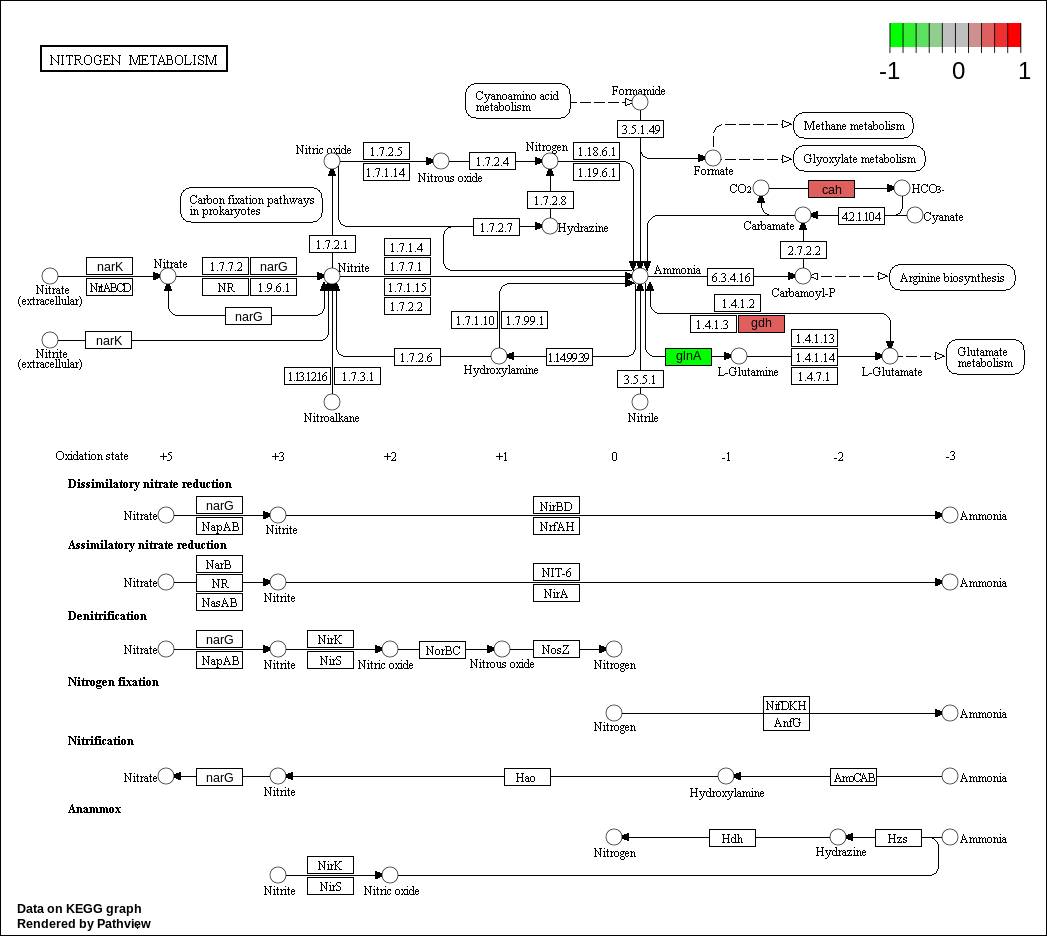 NITROGEN METABOLISM
-1 0 1
Cyanoamino acid
metabolism
Formamide
3.5.1.49
Methane metabolism
Glyoxylate metabolism
Formate
Nitric oxide
1.7.2.5
1.7.1.14
Nitrous oxide
1.7.2.4
Nitrogen
1.18.6.1
1.19.6.1
CO2
cah
HCO3-
Carbon fixation pathways
in prokaryotes
1.7.2.8
1.7.2.7
Hydrazine
Carbamate
4.2.1.104
Cyanate
1.7.2.1
1.7.1.4
1.7.7.1
1.7.1.15
1.7.2.2
2.7.2.2
narK
NrtABCD
Nitrate
(extracellular)
Nitrate
1.7.7.2
narG
NR
1.9.6.1
Nitrite
narG
Ammonia
6.3.4.16
Carbamoyl-P
Arginine biosynthesis
narK
Nitrite
(extracellular)
1.7.1.10
1.7.99.1
1.4.1.2
1.4.1.3
gdh
1.4.1.13
1.4.1.14
1.4.7.1
1.7.2.6
Hydroxylamine
1.14.99.39
glnA
L-Glutamine
L-Glutamate
Glutamate
metabolism
1.13.12.16
1.7.3.1
3.5.5.1
Nitroalkane
Nitrile
Oxidation state +5 +3 +2 +1 0 -1 -2 -3
Dissimilatory nitrate reduction
narG
NapAB
NirBD
NrfAH
Nitrate
Nitrite
Ammonia
Assimilatory nitrate reduction
NarB
NR
NasAB
NIT-6
NirA
Nitrate
Nitrite
Ammonia
Denitrification
narG
NapAB
NirK
NirS
NorBC
NosZ
Nitrate
Nitrite
Nitric oxide
Nitrous oxide
Nitrogen
Nitrogen fixation
NifDKH
AnfG
Nitrogen
Ammonia
Nitrification
Nitrate
narG
Nitrite
Hao
Hydroxylamine
AmoCAB
Ammonia
Anammox
Nitrogen
Hdh
Hydrazine
Hzs
Ammonia
NirK
NirS
Nitrite
Nitric oxide
Data on KEGG graph
Rendered by Pathview